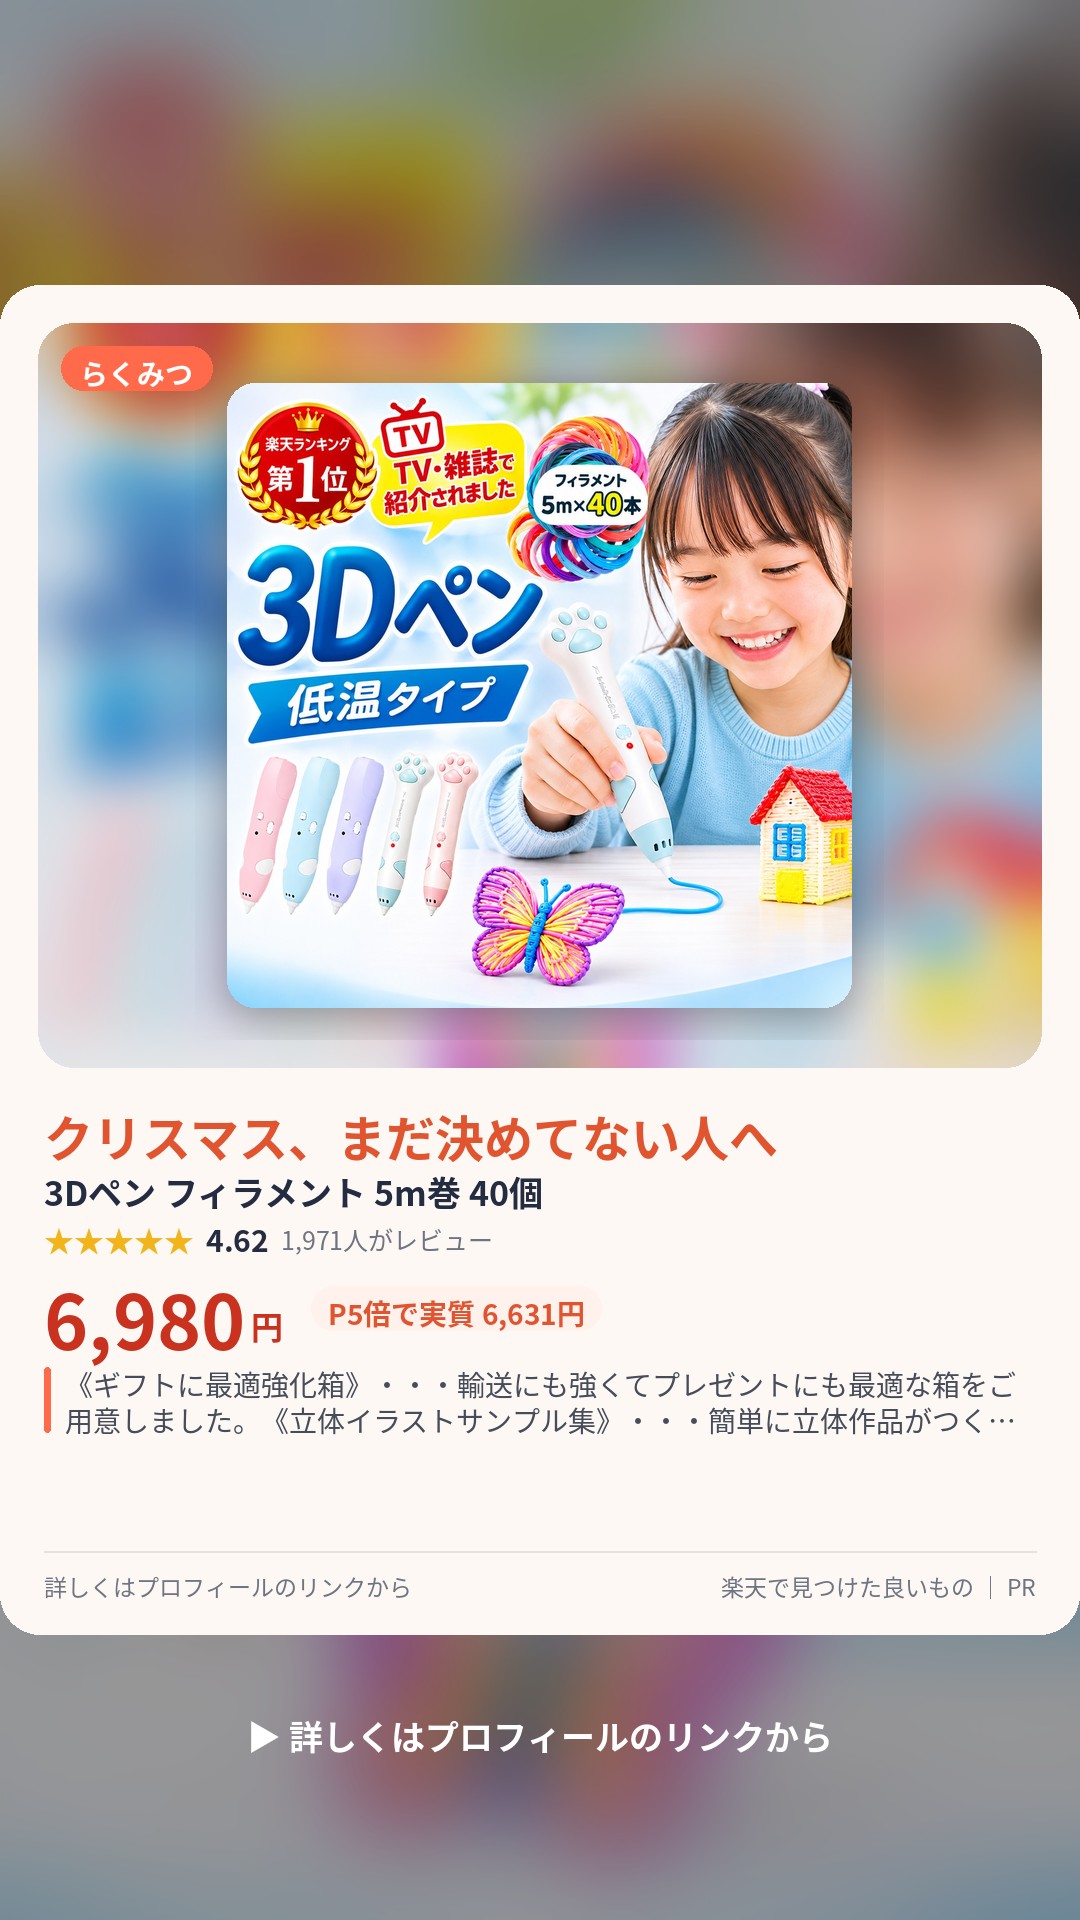 らくみつ
楽天ランキング
第1位
TV
TV・雑誌で
紹介されました
フィラメント
5m×40本
3Dペン
低温タイプ
クリスマス、まだ決めてない人へ
3Dペン フィラメント 5m巻 40個
★★★★★ 4.62 1,971人がレビュー
6,980円 P5倍で実質 6,631円
《ギフトに最適強化箱》・・・輸送にも強くてプレゼントにも最適な箱をご
用意しました。《立体イラストサンプル集》・・・簡単に立体作品がつく…
詳しくはプロフィールのリンクから
楽天で見つけた良いもの｜PR
▶ 詳しくはプロフィールのリンクから